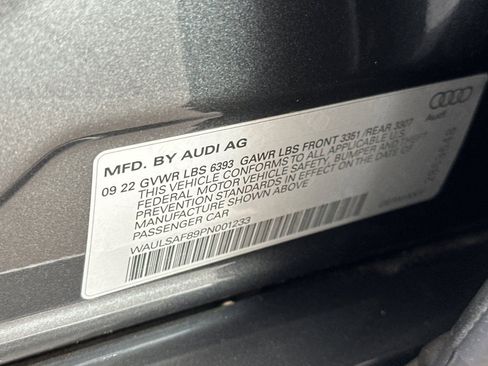 MFD. BY AUDI AG
09 22 GVWR LBS 6393 GAWR LBS FRONT 3351 /REAR 3307
THIS VEHICLE CONFORMS TO ALL APPLICABLE U.S.
FEDERAL MOTOR VEHICLE SAFETY, BUMPER AND THEFT
PREVENTION STANDARDS IN EFFECT ON THE DATE OF
MANUFACTURE SHOWN ABOVE
PASSENGER CAR
WAULSAF89PN001233
Audi